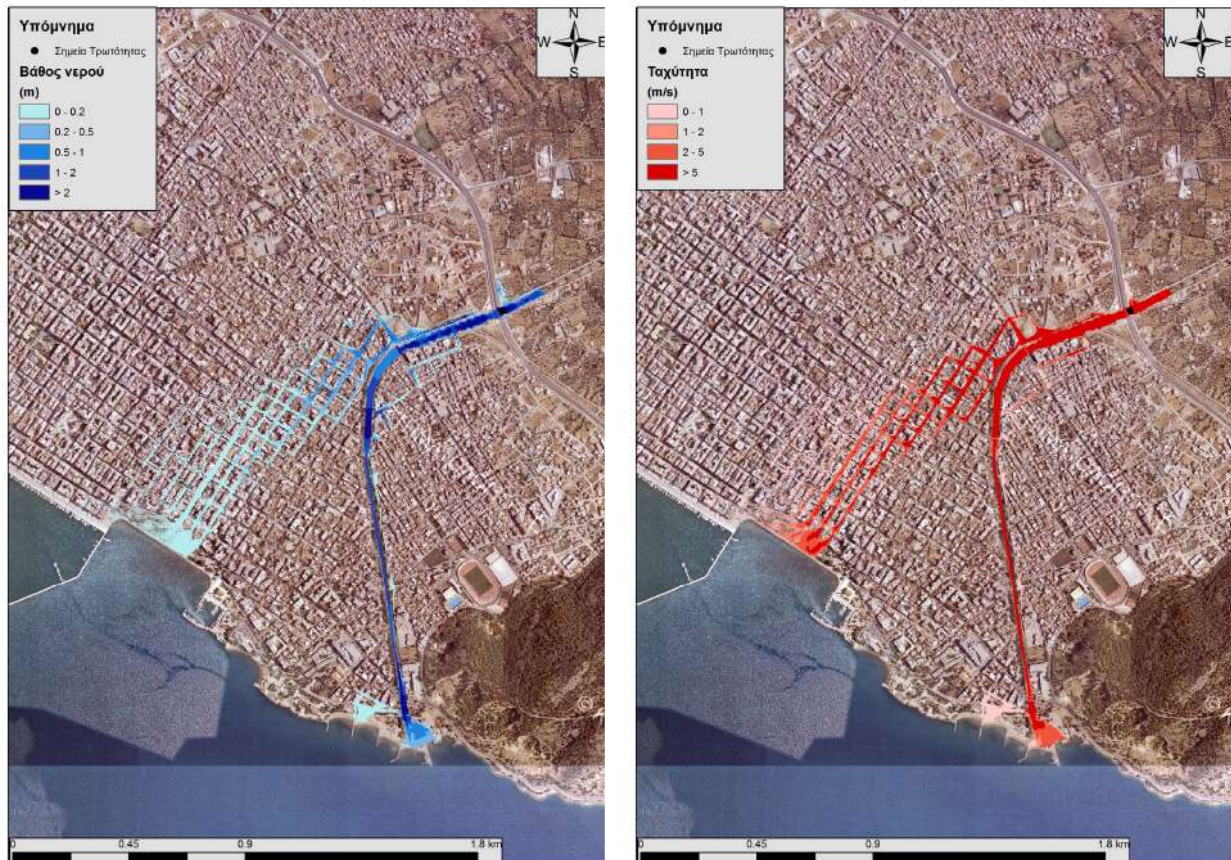 Υπόμνημα
Σημεία Τρωτότητας
Βάθος νερού
(m)
0 - 0.2
0.2 - 0.5
0.5 - 1
1 - 2
> 2
N
W E
S
©
0 0.45 0.9 1.8 km
Υπόμνημα
Σημεία Τρωτότητας
Ταχύτητα
(m/s)
0 - 1
1 - 2
2 - 5
> 5
N
W E
S
©
0 0.45 0.9 1.8 km